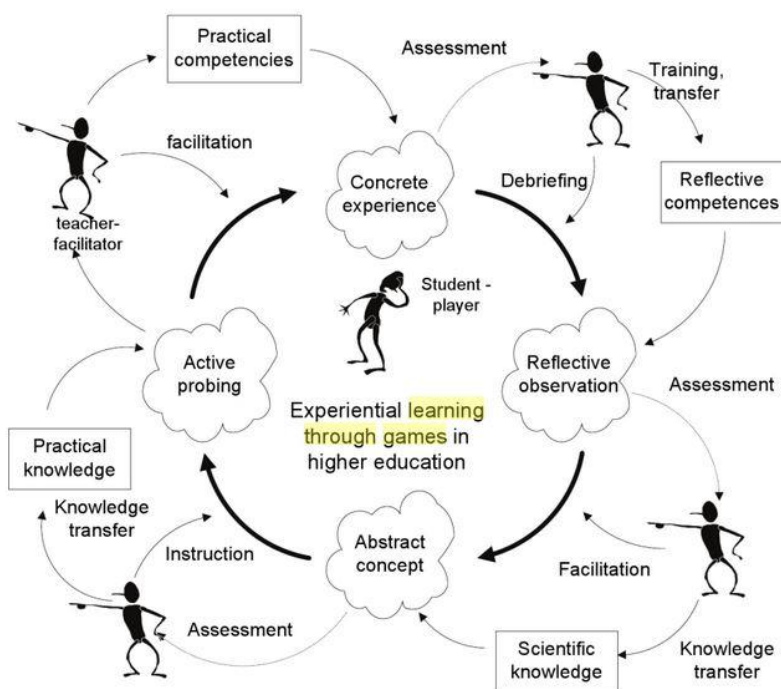 Practical
competencies
Assessment
Training,
transfer
facilitation
Concrete
experience
Debriefing
Reflective
competences
teacher-
facilitator
Student -
player
Active
probing
Reflective
observation
Assessment
Experiential learning
through games in
higher education
Practical
knowledge
Knowledge
transfer
Instruction
Abstract
concept
Facilitation
Assessment
Scientific
knowledge
Knowledge
transfer